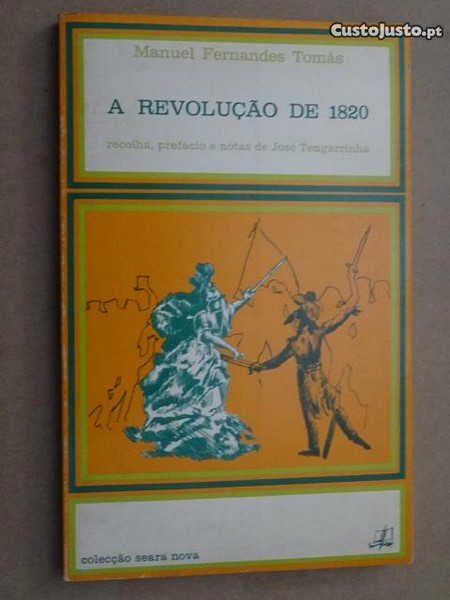 CustoJusto.pt
Manuel Fernandes Tomás
A REVOLUÇÃO DE 1820
recolha, prefácio e notas de José Tengarrinha
colecção seara nova